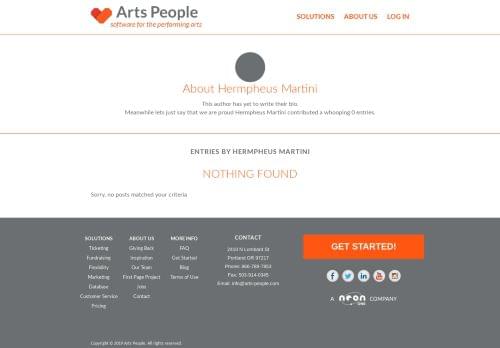 Arts People
software for the performing arts
SOLUTIONS ABOUT US LOG IN
About Hermpheus Martini
This author has yet to write their bio.
Meanwhile lets just say that we are proud Hermpheus Martini contributed a whooping 0 entries.
ENTRIES BY HERMPHEUS MARTINI
NOTHING FOUND
Sorry, no posts matched your criteria
SOLUTIONS
Ticketing
Fundraising
Flexibility
Marketing
Database
Customer Service
Pricing
ABOUT US
Giving Back
Inspiration
Our Team
First Page Project
Jobs
Contact
MORE INFO
FAQ
Get Started
Blog
Terms of Use
CONTACT
2410 N Lombard St
Portland OR 97217
Phone: 866-789-7853
Fax: 503-914-0345
Email: info@arts-people.com
GET STARTED!
A neon one COMPANY
Copyright © 2019 Arts People. All rights reserved.